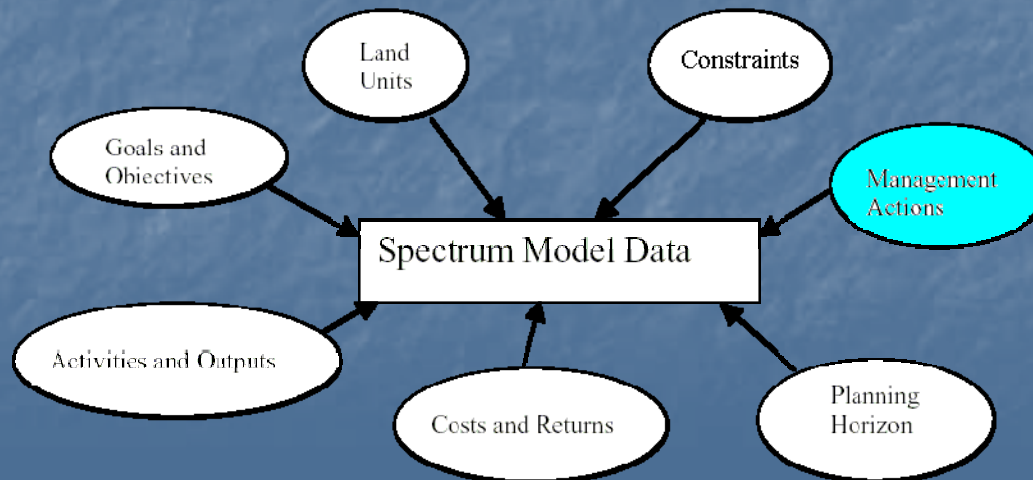 Land
Units
Constraints
Goals and
Objectives
Management
Actions
Spectrum Model Data
Activities and Outputs
Costs and Returns
Planning
Horizon